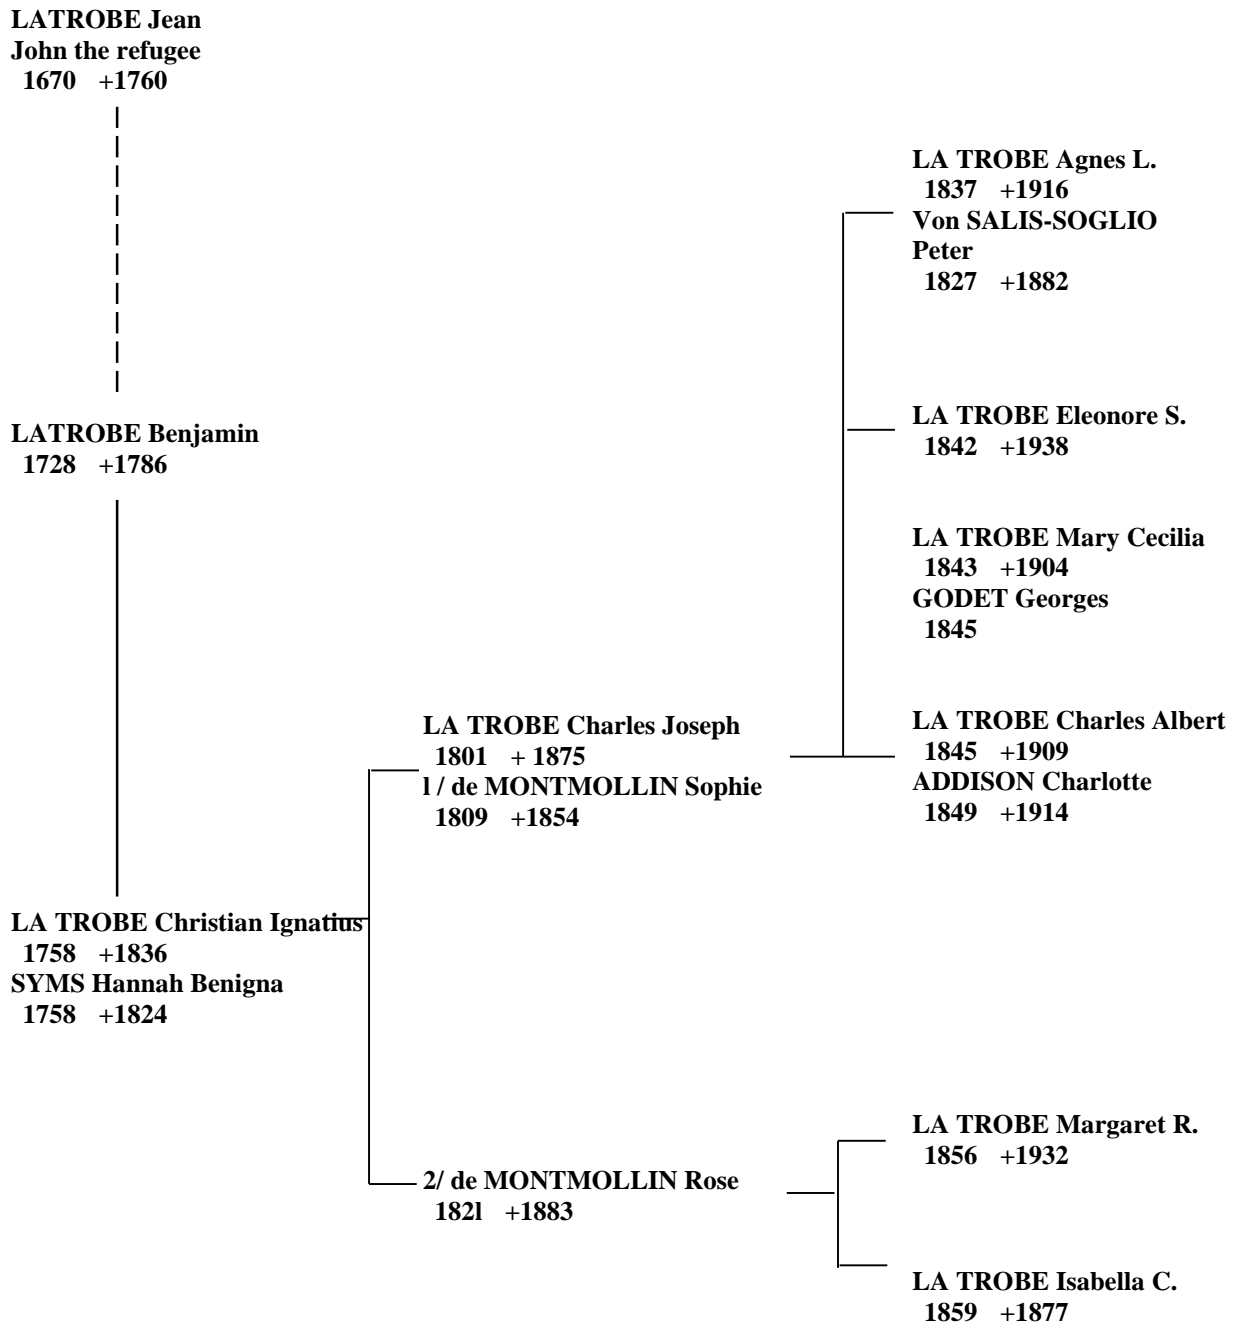 LATROBE Jean
John the refugee
1670 +1760
LATROBE Benjamin
1728 +1786
LA TROBE Christian Ignatius
1758 +1836
SYMS Hannah Benigna
1758 +1824
LA TROBE Charles Joseph
1801 + 1875
l / de MONTMOLLIN Sophie
1809 +1854
2/ de MONTMOLLIN Rose
182l +1883
LA TROBE Agnes L.
1837 +1916
Von SALIS-SOGLIO
Peter
1827 +1882
LA TROBE Eleonore S.
1842 +1938
LA TROBE Mary Cecilia
1843 +1904
GODET Georges
1845
LA TROBE Charles Albert
1845 +1909
ADDISON Charlotte
1849 +1914
LA TROBE Margaret R.
1856 +1932
LA TROBE Isabella C.
1859 +1877